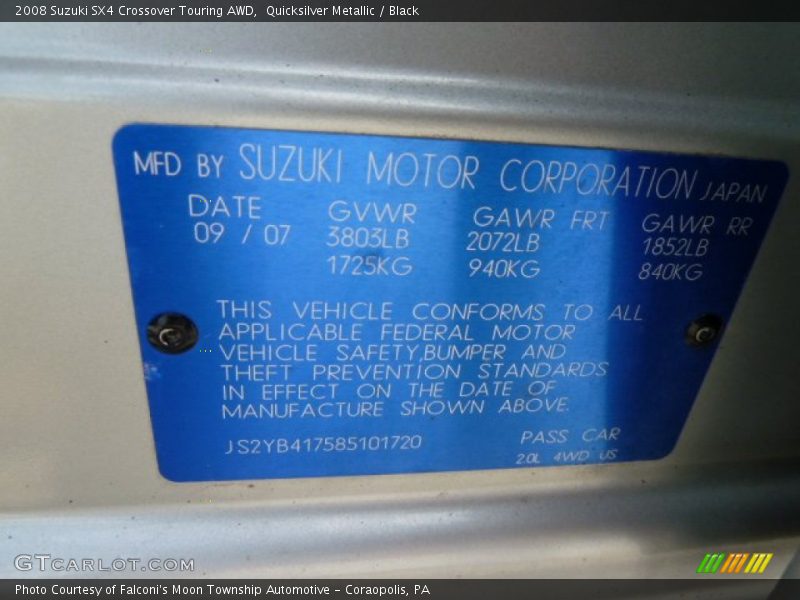 2008 Suzuki SX4 Crossover Touring AWD,  Quicksilver Metallic / Black
MFD BY SUZUKI MOTOR CORPORATION JAPAN
DATE GVWR GAWR FRT GAWR RR
09 / 07 3803LB 2072LB 1852LB
1725KG 940KG 840KG
THIS VEHICLE CONFORMS TO ALL
APPLICABLE FEDERAL MOTOR
VEHICLE SAFETY,BUMPER AND
THEFT PREVENTION STANDARDS
IN EFFECT ON THE DATE OF
MANUFACTURE SHOWN ABOVE.
JS2YB417585101720 PASS CAR
2.0L 4WD US
GTCARLOT.COM
Photo Courtesy of Falconi's Moon Township Automotive – Coraopolis, PA